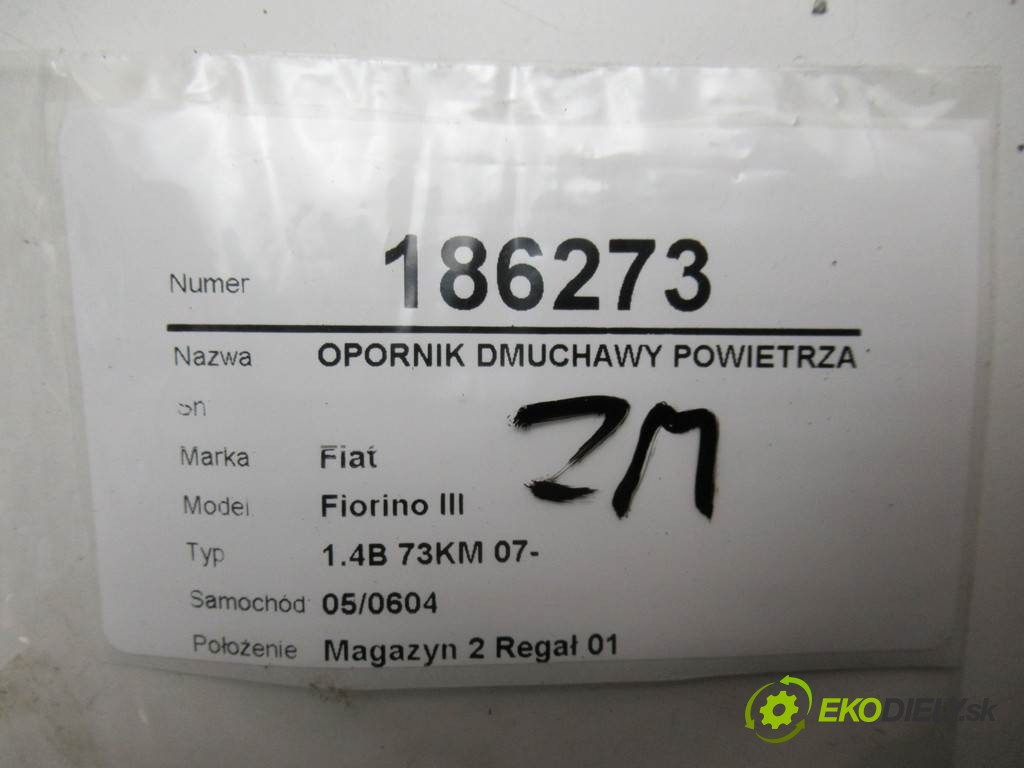 Numer 186273
Nazwa OPORNIK DMUCHAWY POWIETRZA
Sn
ZM
Marka Fiat
Model Fiorino III
Typ 1.4B 73KM 07-
Samochód 05/0604
Położenie Magazyn 2 Regał 01
EKODIELY.sk